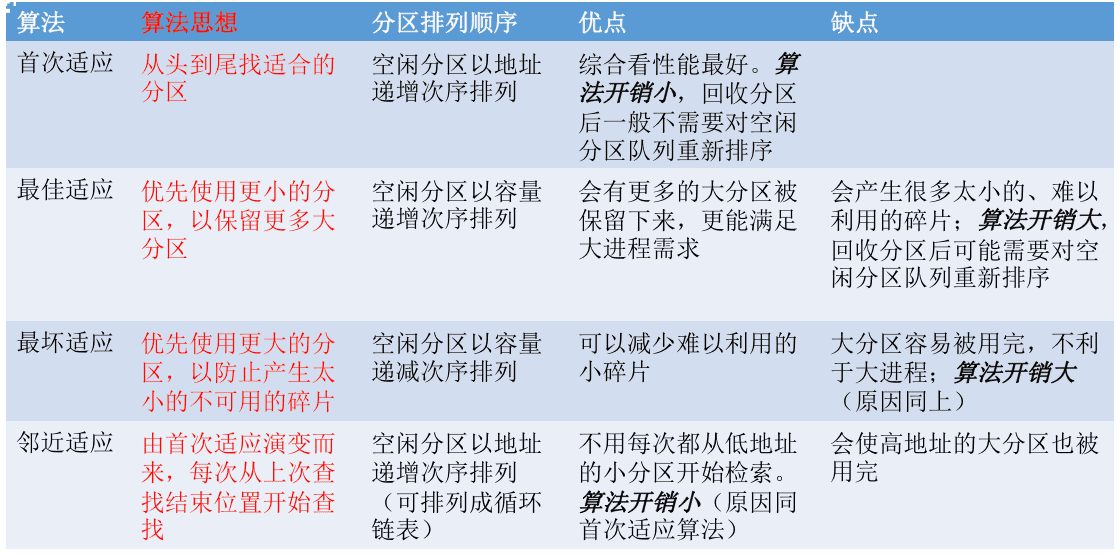 算法 算法思想 分区排列顺序 优点 缺点
首次适应
从头到尾找适合的
分区
空闲分区以地址
递增次序排列
综合看性能最好。算
法开销小，回收分区
后一般不需要对空闲
分区队列重新排序
最佳适应
优先使用更小的分
区，以保留更多大
分区
空闲分区以容量
递增次序排列
会有更多的大分区被
保留下来，更能满足
大进程需求
会产生很多太小的、难以
利用的碎片；算法开销大，
回收分区后可能需要对空
闲分区队列重新排序
最坏适应
优先使用更大的分
区，以防止产生太
小的不可用的碎片
空闲分区以容量
递减次序排列
可以减少难以利用的
小碎片
大分区容易被用完，不利
于大进程；算法开销大
（原因同上）
邻近适应
由首次适应演变而
来，每次从上次查
找结束位置开始查
找
空闲分区以地址
递增次序排列
（可排列成循环
链表）
不用每次都从低地址
的小分区开始检索。
算法开销小（原因同
首次适应算法）
会使高地址的大分区也被
用完